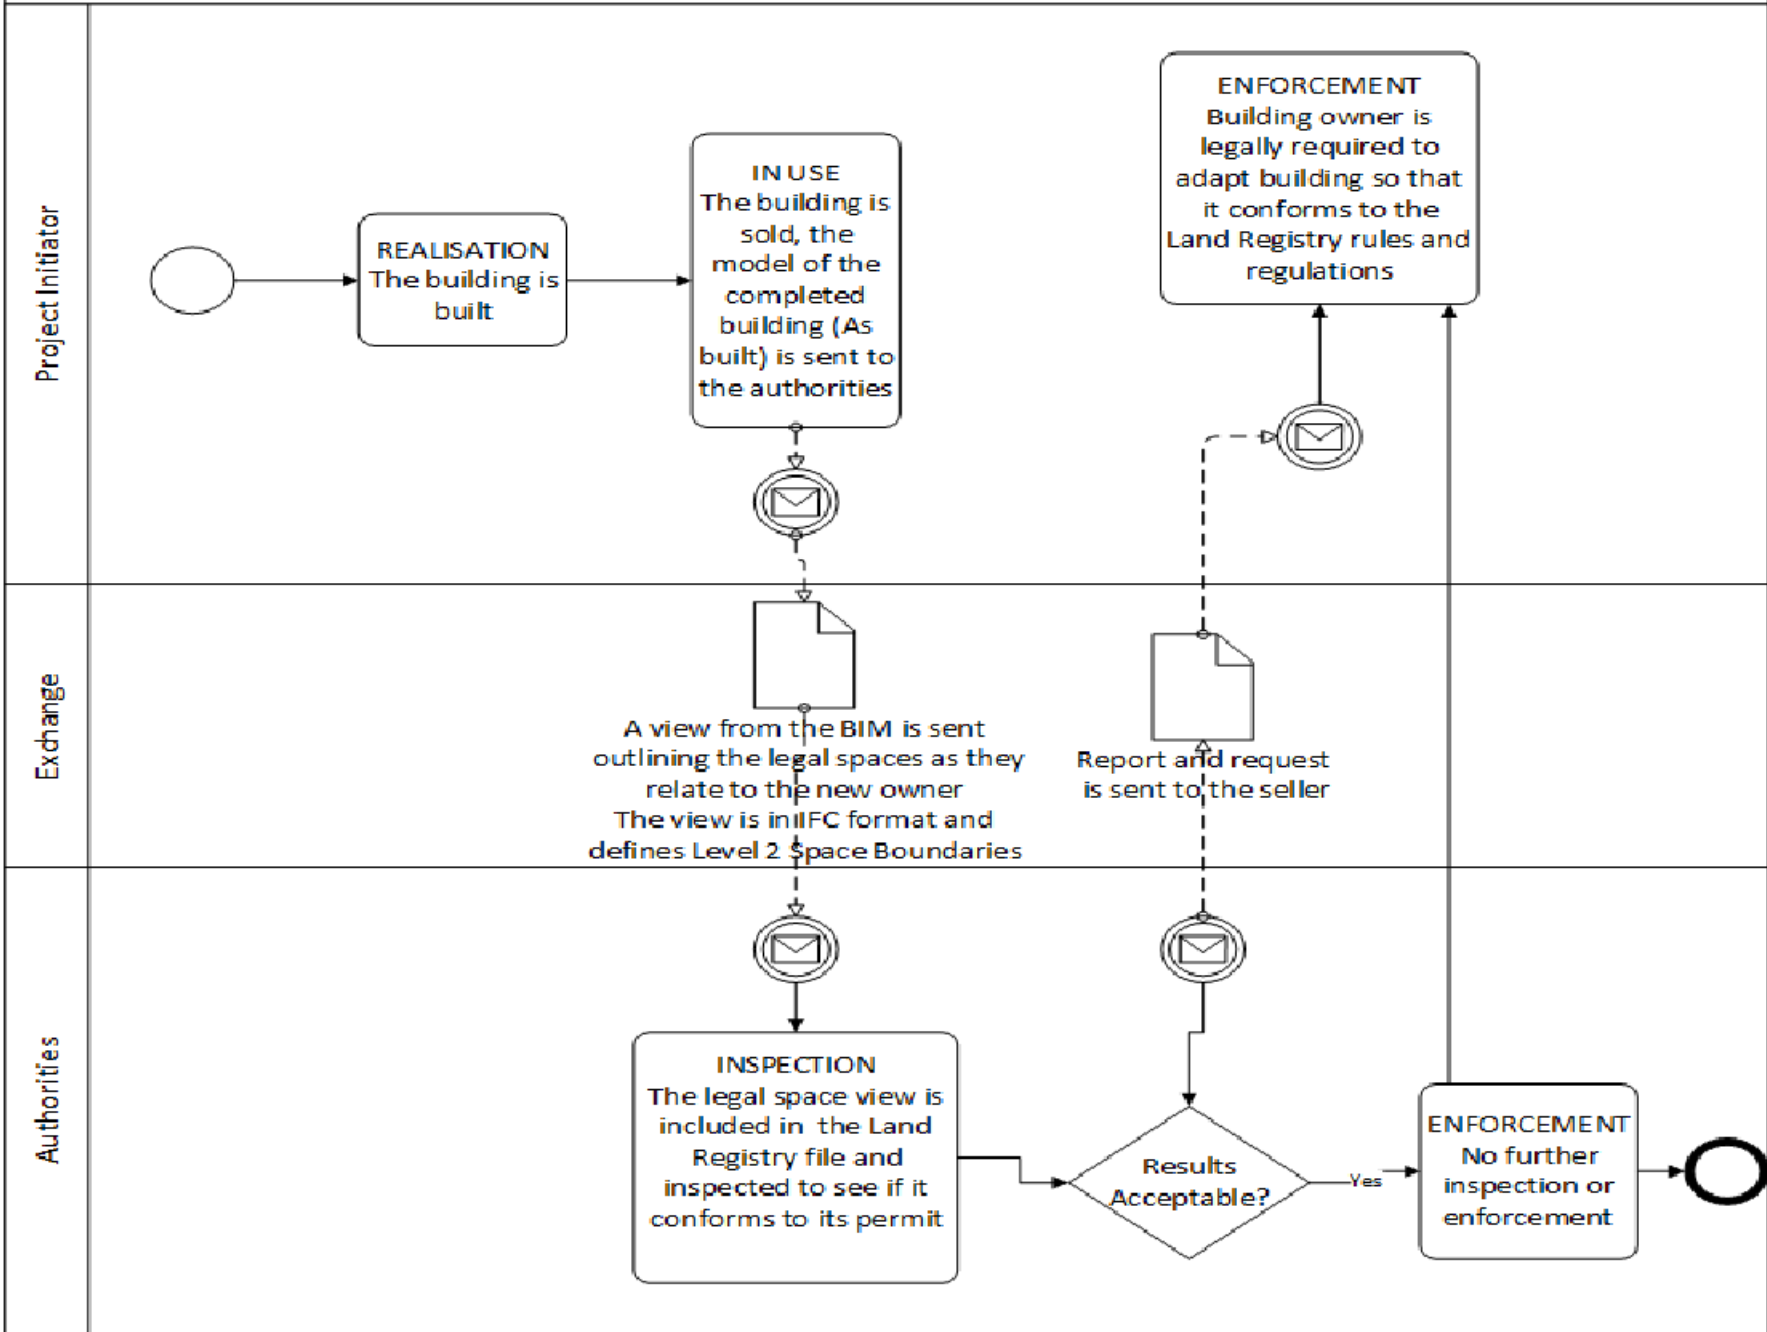 Project Initiator
REALISATION
The building is
built
IN USE
The building is
sold, the
model of the
completed
building (As
built) is sent to
the authorities
ENFORCEMENT
Building owner is
legally required to
adapt building so that
it conforms to the
Land Registry rules and
regulations
Exchange
A view from the BIM is sent
outlining the legal spaces as they
relate to the new owner
The view is in IFC format and
defines Level 2 Space Boundaries
Report and request
is sent to the seller
Authorities
INSPECTION
The legal space view is
included in the Land
Registry file and
inspected to see if it
conforms to its permit
Results
Acceptable?
Yes
ENFORCEMENT
No further
inspection or
enforcement